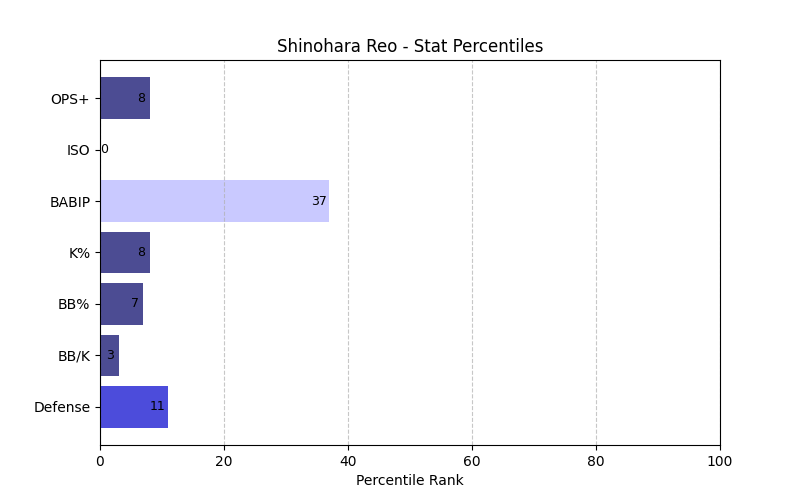 Shinohara Reo - Stat Percentiles
OPS+ 8
ISO 0
BABIP 37
K% 8
BB% 7
BB/K 3
Defense 11
0 20 40 60 80 100
Percentile Rank